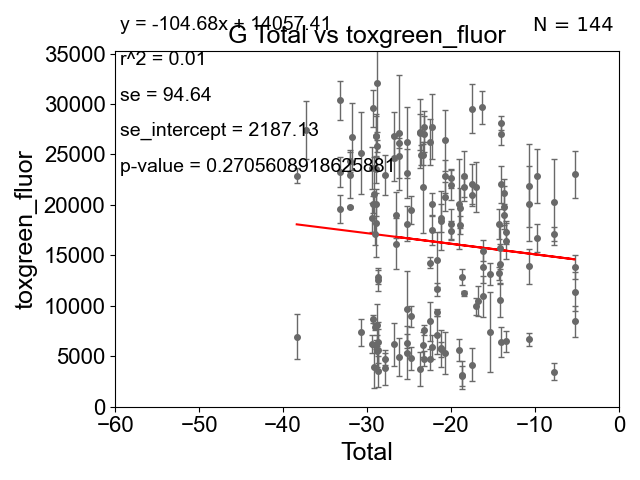 y = -104.68x + 14057.41
G Total vs toxgreen_fluor
N = 144
r^2 = 0.01
se = 94.64
se_intercept = 2187.13
p-value = 0.2705608918625881
35000
30000
25000
20000
15000
10000
5000
0
toxgreen_fluor
−60
−50
−40
−30
−20
−10
0
Total